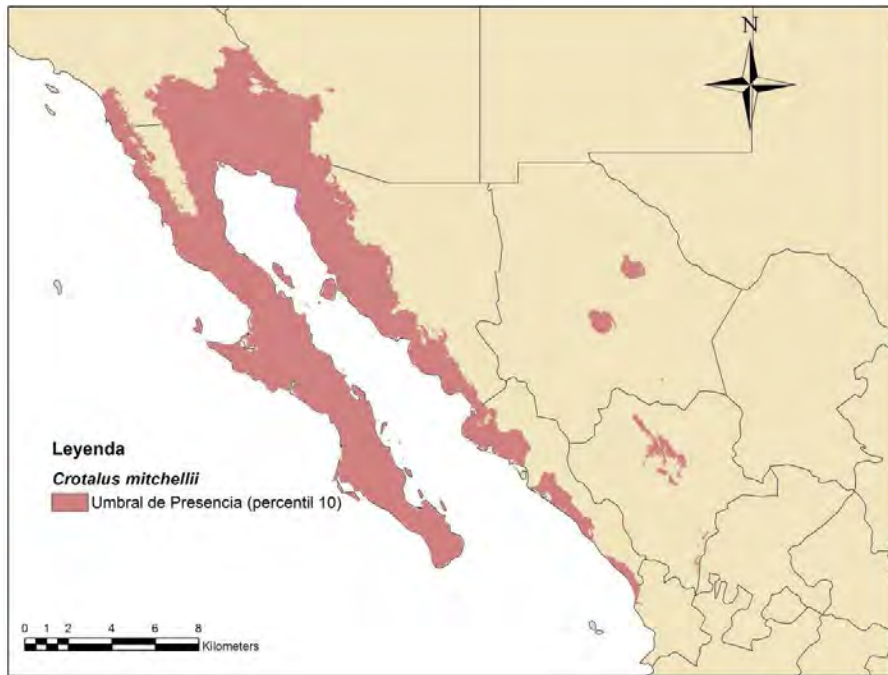 N
Leyenda
Crotalus mitchellii
Umbral de Presencia (percentil 10)
0 1 2 4 6 8
Kilometers